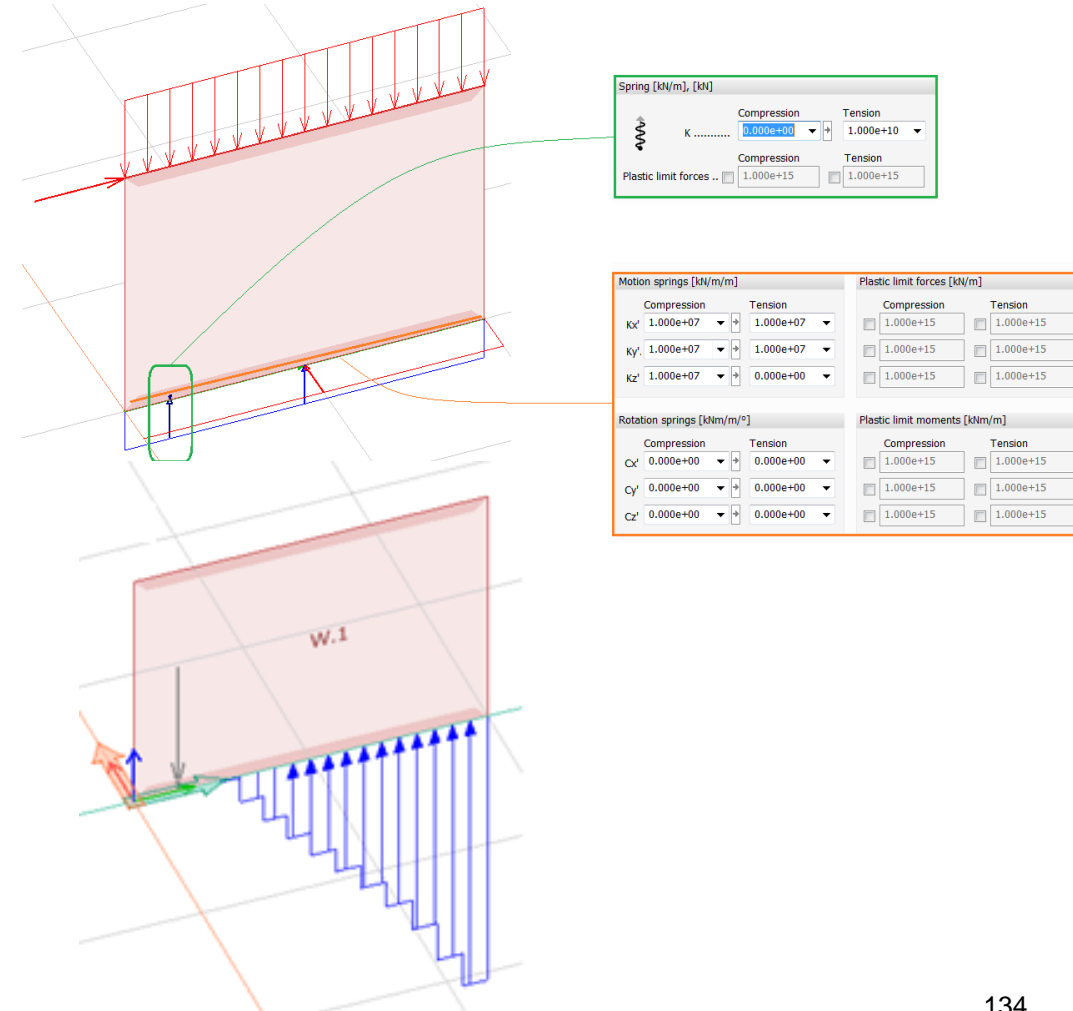 Spring [kN/m], [kN]
Compression Tension
K ........... 0.000e+00 1.000e+10
Compression Tension
Plastic limit forces .. 1.000e+15 1.000e+15
Motion springs [kN/m/m] Plastic limit forces [kN/m]
Compression Tension Compression Tension
Kx' 1.000e+07 1.000e+07 1.000e+15 1.000e+15
Ky'. 1.000e+07 1.000e+07 1.000e+15 1.000e+15
Kz' 1.000e+07 0.000e+00 1.000e+15 1.000e+15
Rotation springs [kNm/m/°] Plastic limit moments [kNm/m]
Compression Tension Compression Tension
Cx' 0.000e+00 0.000e+00 1.000e+15 1.000e+15
Cy' 0.000e+00 0.000e+00 1.000e+15 1.000e+15
Cz' 0.000e+00 0.000e+00 1.000e+15 1.000e+15
W.1
134